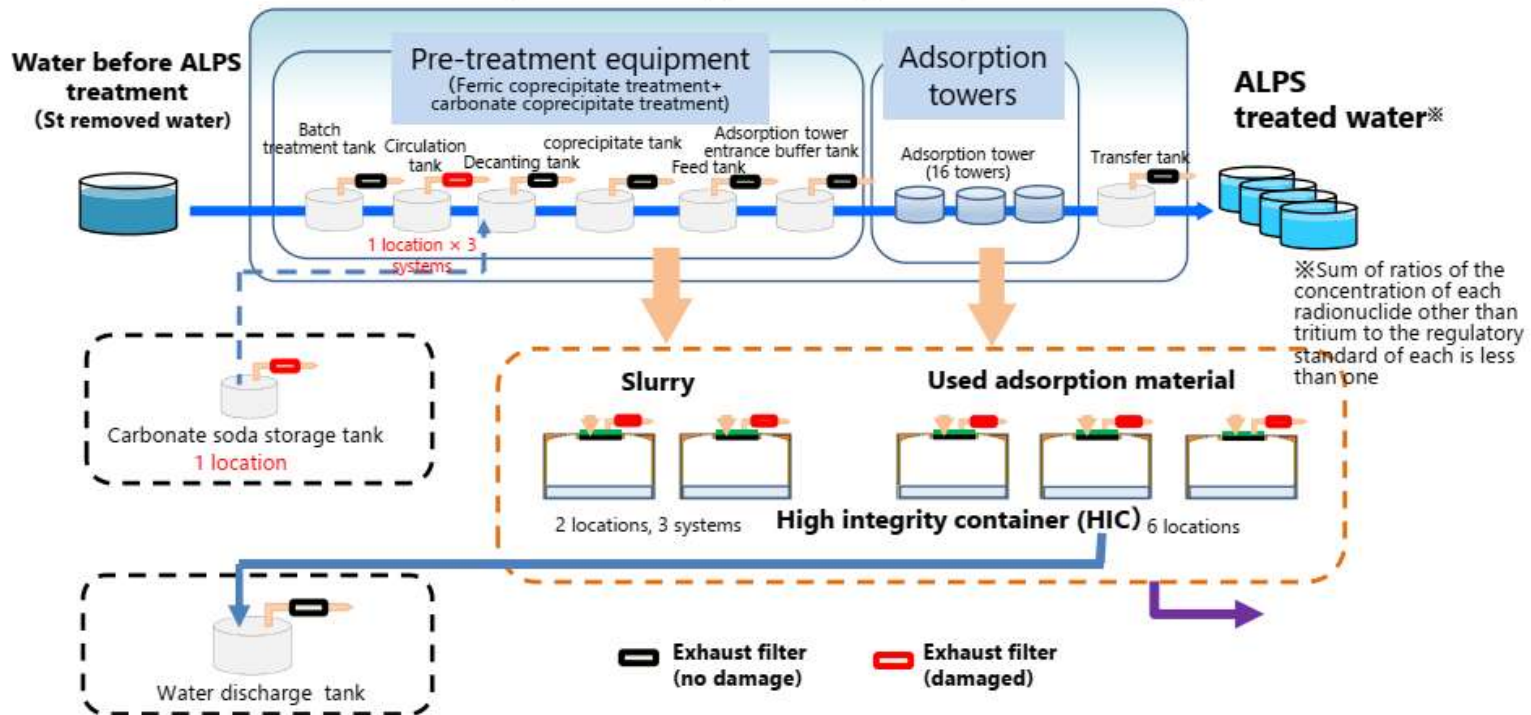 Water before ALPS
treatment
(St removed water)
Pre-treatment equipment
(Ferric coprecipitate treatment+
carbonate coprecipitate treatment)
Adsorption
towers
ALPS
treated water※
Batch
treatment tank
Circulation
tank
Decanting tank
coprecipitate tank
Feed tank
Adsorption tower
entrance buffer tank
Adsorption tower
(16 towers)
Transfer tank
1 location × 3
systems
※Sum of ratios of the
concentration of each
radionuclide other than
tritium to the regulatory
standard of each is less
than one
Carbonate soda storage tank
1 location
Slurry
Used adsorption material
2 locations, 3 systems
High integrity container (HIC)
6 locations
Water discharge tank
Exhaust filter
(no damage)
Exhaust filter
(damaged)